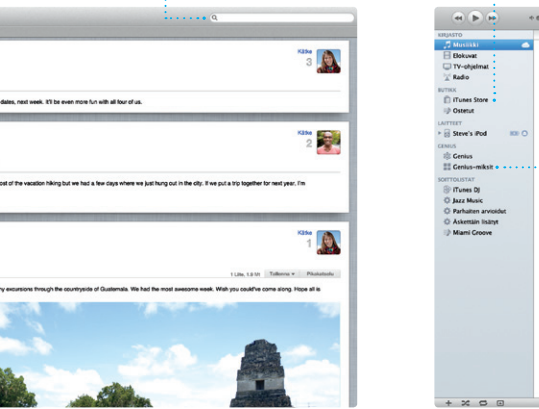 Kätke
3
dates, next week. It'll be even more fun with all four of us.
Kätke
2
ost of the vacation hiking but we had a few days where we just hung out in the city. If we put a trip together for next year, I'm
Kätke
1
1 Liite, 1.8 Mt Tallenna Pikakatselu
ny excursions through the countryside of Guatemala. We had the most awesome week. Wish you could've come along. Hope all is
KIRJASTO
Musiikki
Elokuvat
TV-ohjelmat
Radio
BUTIIKIT
iTunes Store
Ostetut
LAITTEET
Steve's iPod
GENIUS
Genius
Genius-miksit
SOITTOLISTAT
iTunes DJ
Jazz Music
Parhaiten arvioidut
Äskettäin lisätyt
Miami Groove